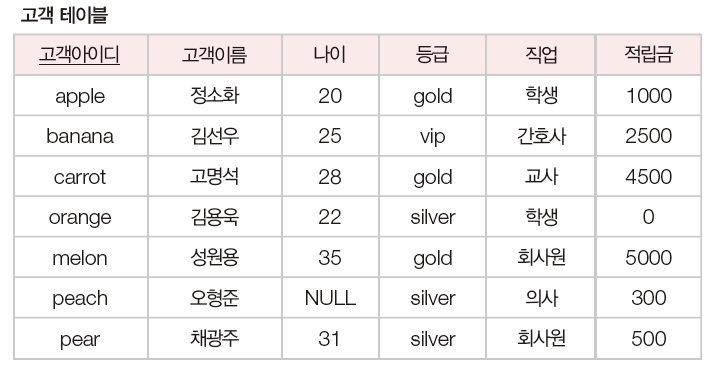 고객 테이블
고객아이디 고객이름 나이 등급 직업 적립금
apple 정소화 20 gold 학생 1000
banana 김선우 25 vip 간호사 2500
carrot 고명석 28 gold 교사 4500
orange 김용욱 22 silver 학생 0
melon 성원용 35 gold 회사원 5000
peach 오형준 NULL silver 의사 300
pear 채광주 31 silver 회사원 500